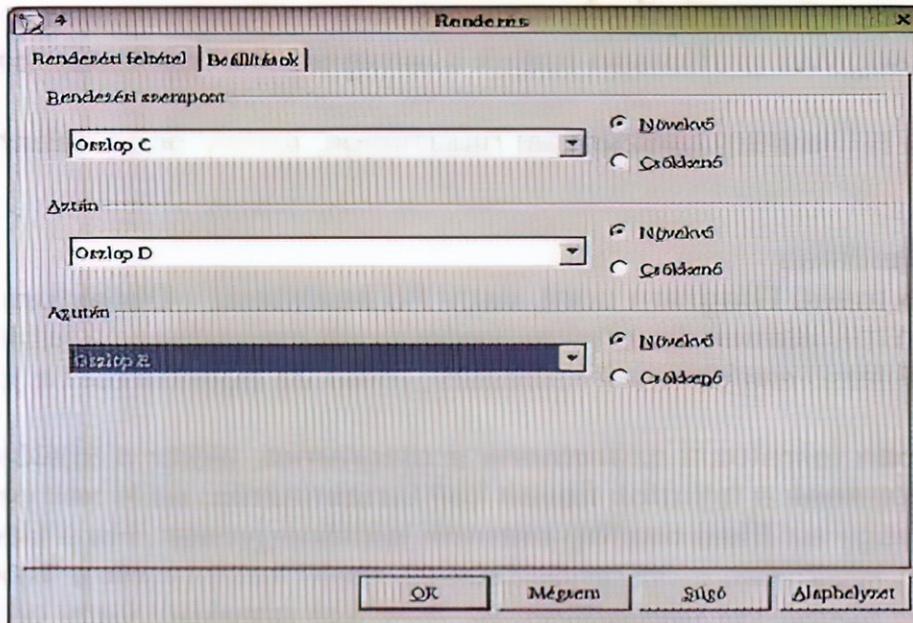 Rendezés
Rendezési feltétel
Beállítások
Rendezési szempont
Oszlop C
Növekvő
Csökkenő
Aztán
Oszlop D
Növekvő
Csökkenő
Azután
Oszlop E
Növekvő
Csökkenő
OK
Mégsem
Súgó
Alaphelyzet